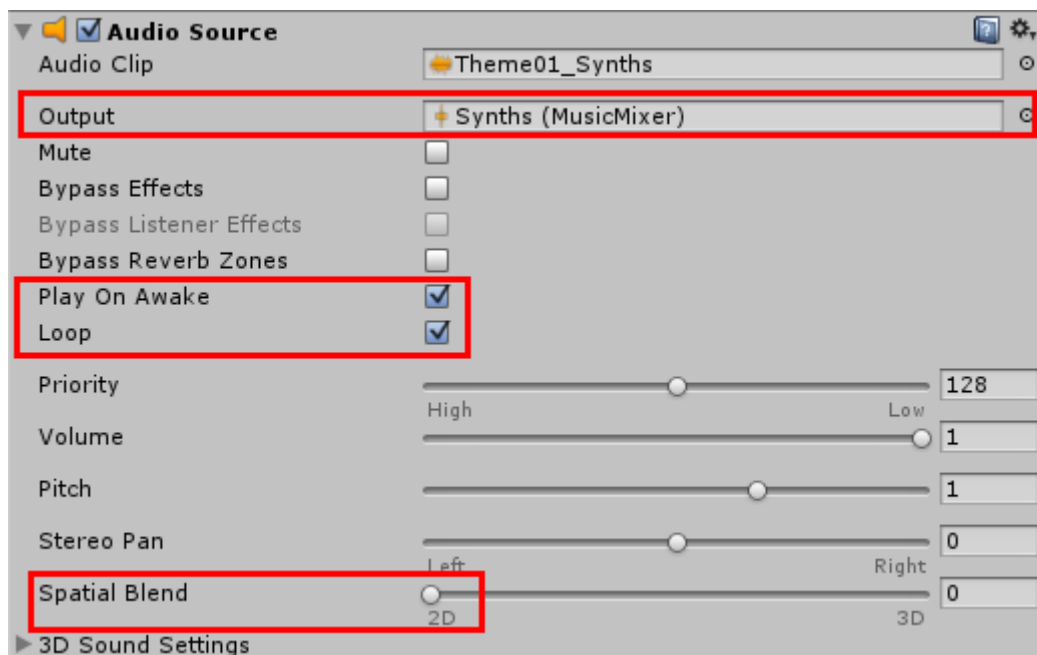 Audio Source
Audio Clip Theme01_Synths
Output Synths (MusicMixer)
Mute
Bypass Effects
Bypass Listener Effects
Bypass Reverb Zones
Play On Awake
Loop
Priority 128
High Low
Volume 1
Pitch 1
Stereo Pan 0
Left Right
Spatial Blend 0
2D 3D
3D Sound Settings